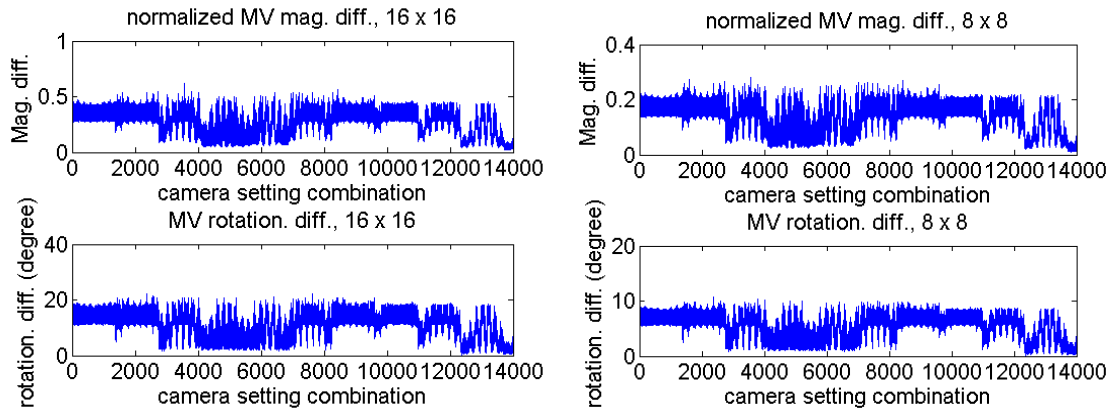 normalized MV mag. diff., 16 x 16
Mag. diff.
1
0.5
0
0 2000 4000 6000 8000 10000 12000 14000
camera setting combination
normalized MV mag. diff., 8 x 8
Mag. diff.
0.4
0.2
0
0 2000 4000 6000 8000 10000 12000 14000
camera setting combination
MV rotation. diff., 16 x 16
rotation. diff. (degree)
40
20
0
0 2000 4000 6000 8000 10000 12000 14000
camera setting combination
MV rotation. diff., 8 x 8
rotation. diff. (degree)
20
10
0
0 2000 4000 6000 8000 10000 12000 14000
camera setting combination